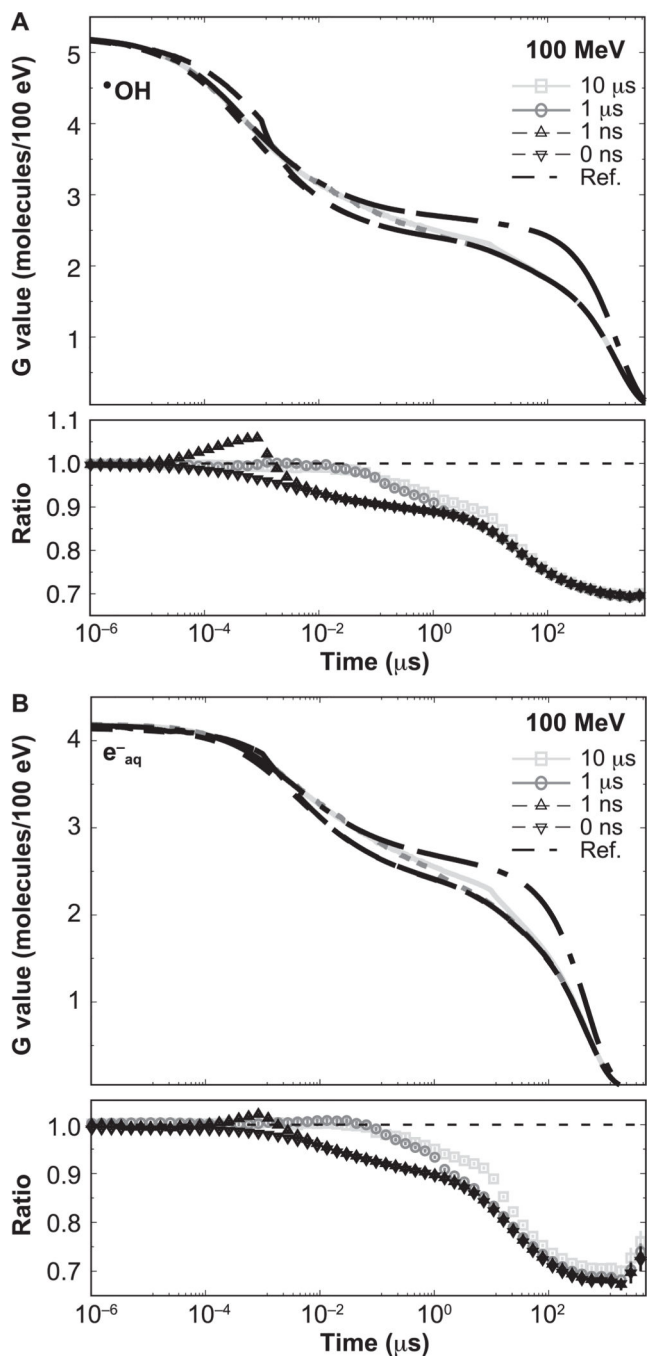 A
5
4
3
2
1
G value (molecules/100 eV)
•OH
100 MeV
10 μs
1 μs
1 ns
0 ns
Ref.
1.1
1.0
0.9
0.8
0.7
Ratio
10⁻⁶ 10⁻⁴ 10⁻² 10⁰ 10²
Time (μs)
B
4
3
2
1
G value (molecules/100 eV)
e⁻aq
100 MeV
10 μs
1 μs
1 ns
0 ns
Ref.
1.0
0.9
0.8
0.7
Ratio
10⁻⁶ 10⁻⁴ 10⁻² 10⁰ 10²
Time (μs)